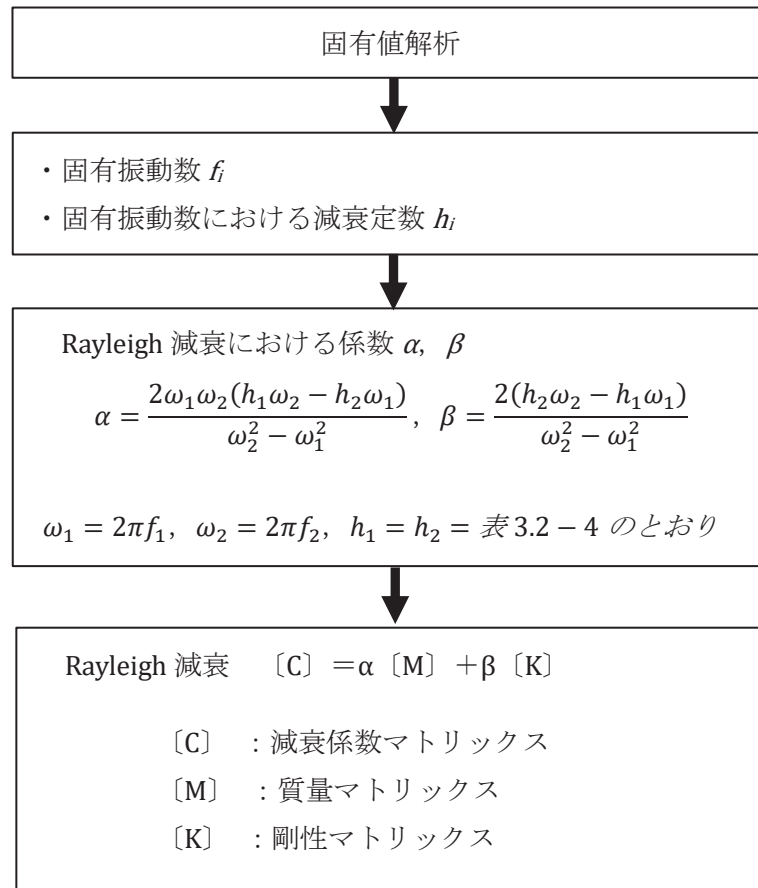 固有値解析
・固有振動数 fᵢ
・固有振動数における減衰定数 hᵢ
Rayleigh 減衰における係数 α, β
α = 2ω₁ω₂(h₁ω₂ − h₂ω₁) / (ω₂² − ω₁²), β = 2(h₂ω₂ − h₁ω₁) / (ω₂² − ω₁²)
ω₁ = 2πf₁, ω₂ = 2πf₂, h₁ = h₂ = 表 3.2 − 4 のとおり
Rayleigh 減衰 〔C〕=α〔M〕+β〔K〕
〔C〕 :減衰係数マトリックス
〔M〕 :質量マトリックス
〔K〕 :剛性マトリックス